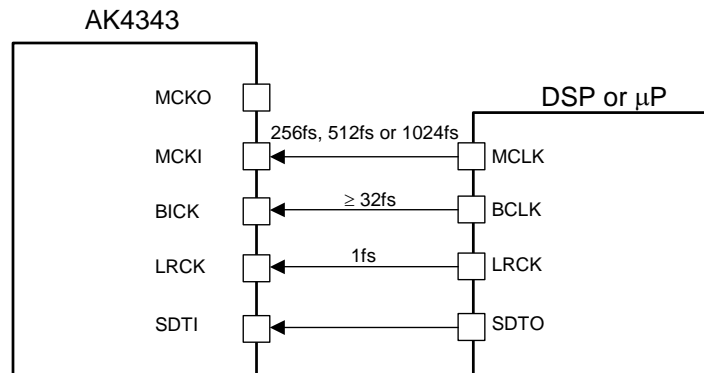 AK4343
DSP or μP
MCKO
256fs, 512fs or 1024fs
MCKI
MCLK
≥ 32fs
BICK
BCLK
1fs
LRCK
LRCK
SDTI
SDTO